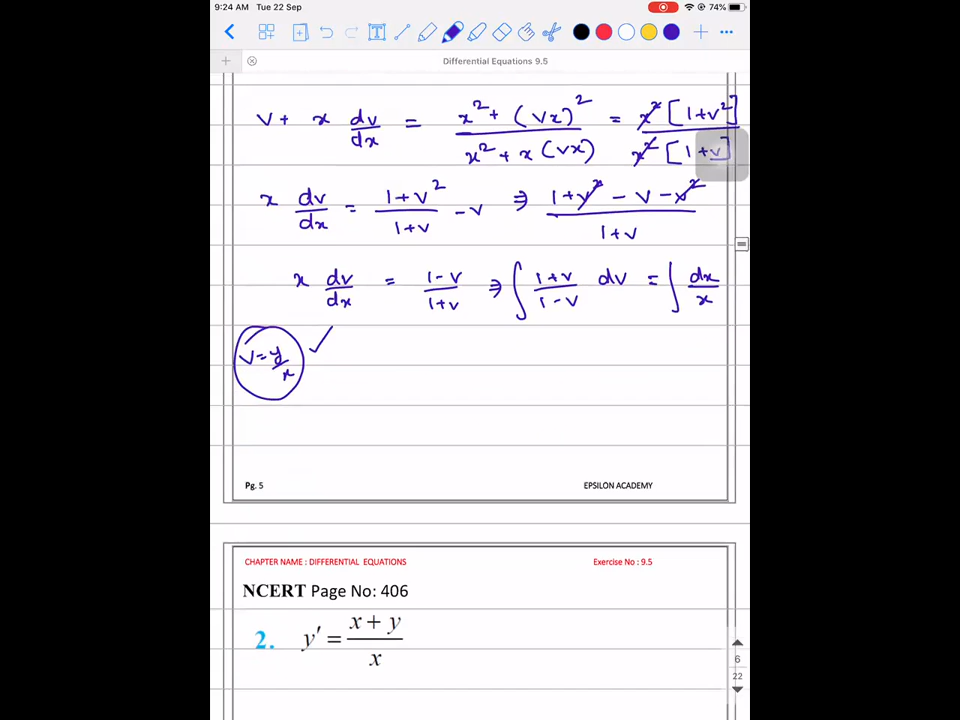 9:24 AM Tue 22 Sep 74%
Differential Equations 9.5
v + x dv/dx = x² + (vx)² / x² + x(vx) = x² [1+v²] / x² [1+v]
x dv/dx = 1+v² / 1+v - v ⇒ 1+v² - v - v² / 1+v
x dv/dx = 1-v / 1+v ⇒ ∫ 1+v / 1-v dv = ∫ dx/x
v = y/x ✓
Pg. 5 EPSILON ACADEMY
CHAPTER NAME : DIFFERENTIAL EQUATIONS Exercise No : 9.5
NCERT Page No: 406
2. y′ = x + y / x
6
22